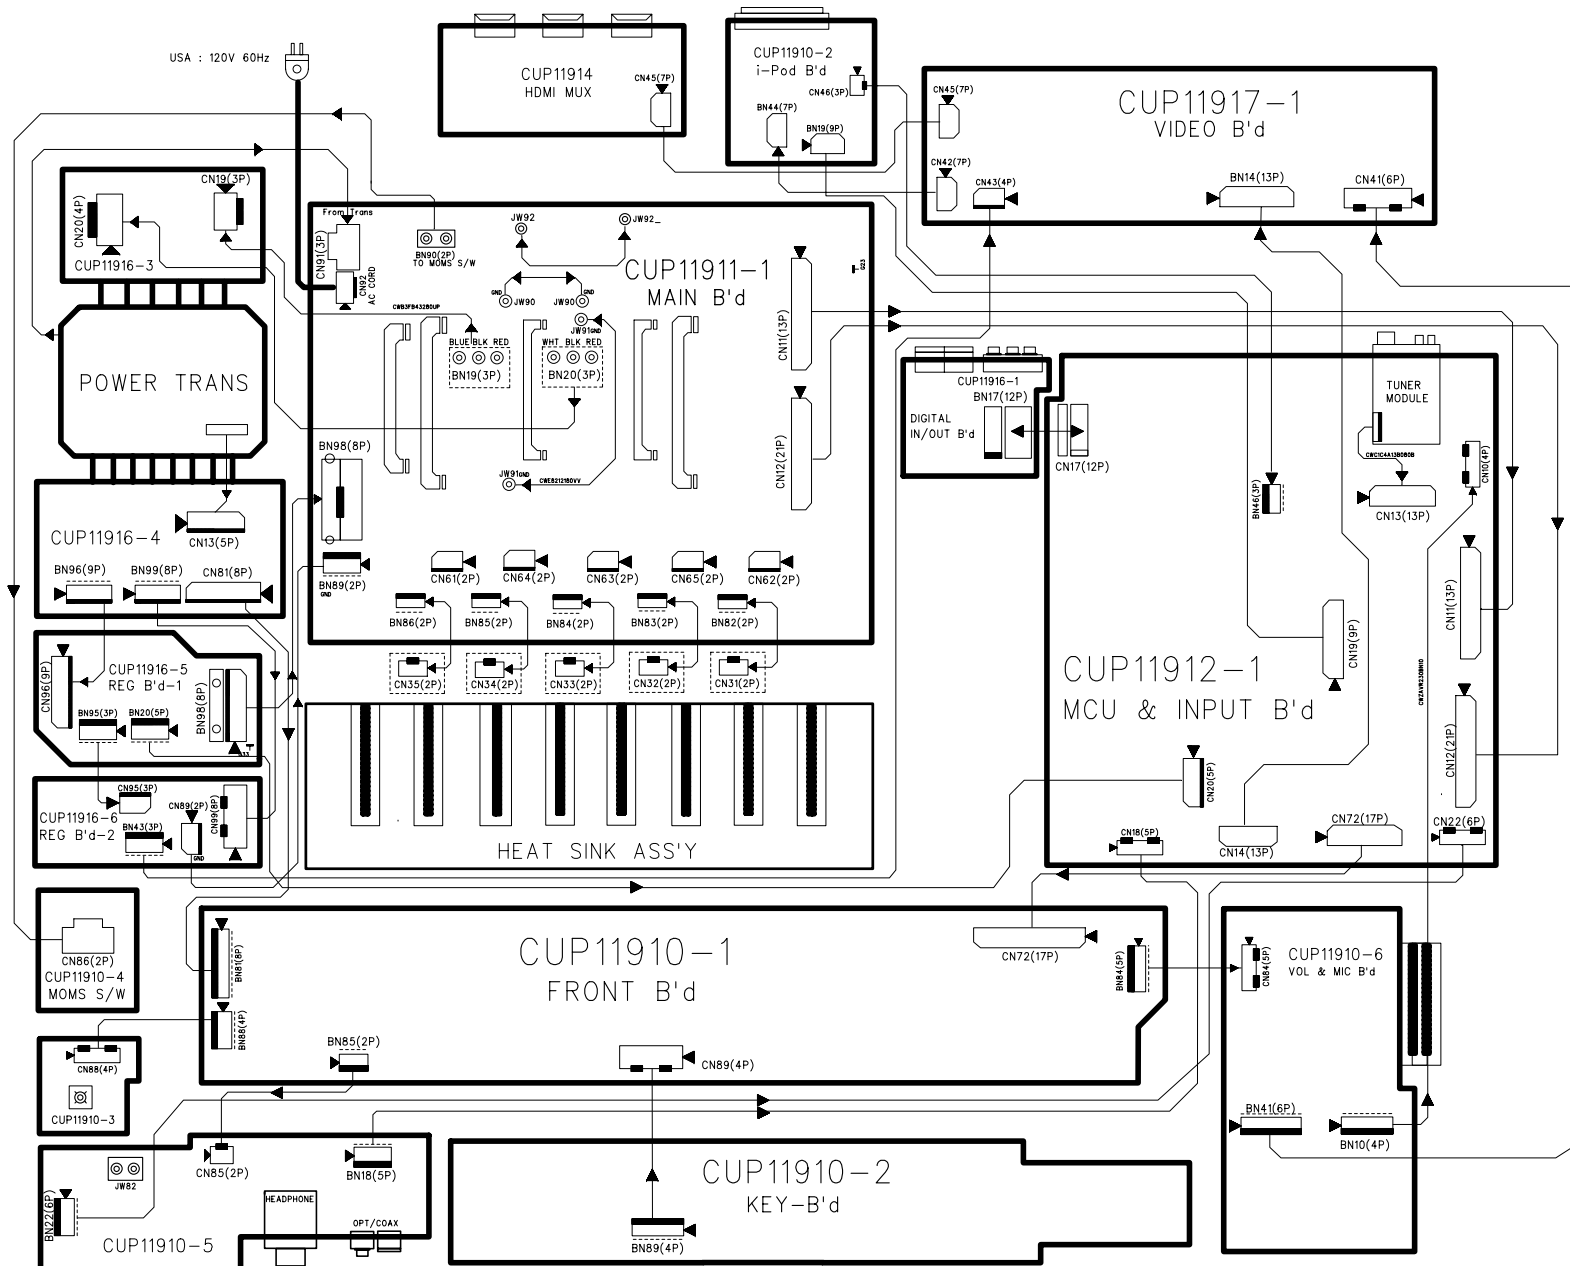 USA : 120V 60Hz
CUP11914
HDMI MUX
CN45(7P)
CUP11910-2
i-Pod B'd
CN46(3P)
BN44(7P)
BN19(9P)
CN45(7P)
CN42(7P)
CUP11917-1
VIDEO B'd
CN43(4P)
BN14(13P)
CN41(6P)
CN19(3P)
CN20(4P)
CUP11916-3
From Trans
CN91(3P)
CN92
AC CORD
BN90(2P)
TO MOMS S/W
JW92
JW92_
CUP11911-1
MAIN B'd
G23
GND
GND
JW90
JW90
JW91GND
CWB3FB43280UP
BLUE BLK RED
BN19(3P)
WHT BLK RED
BN20(3P)
CN11(13P)
CN12(21P)
JW91GND
CWE8212180VV
BN98(8P)
BN89(2P)
GND
CN61(2P)
CN64(2P)
CN63(2P)
CN65(2P)
CN62(2P)
BN86(2P)
BN85(2P)
BN84(2P)
BN83(2P)
BN82(2P)
CN35(2P)
CN34(2P)
CN33(2P)
CN32(2P)
CN31(2P)
HEAT SINK ASS'Y
POWER TRANS
CN13(5P)
CUP11916-4
BN96(9P)
BN99(8P)
CN81(8P)
CUP11916-5
REG B'd-1
CN96(9P)
BN95(3P)
BN20(5P)
BN98(8P)
CN95(3P)
CN89(2P)
CN99(8P)
CUP11916-6
REG B'd-2
BN43(3P)
GND
CUP11916-1
BN17(12P)
DIGITAL
IN/OUT B'd
CN17(12P)
TUNER
MODULE
CWC1C4A13B080B
CN10(4P)
BN46(3P)
CN13(13P)
CN11(13P)
CN19(9P)
CUP11912-1
MCU & INPUT B'd
CWZAVR230BN10
CN12(21P)
CN20(5P)
CN18(5P)
CN14(13P)
CN72(17P)
CN22(6P)
CN86(2P)
CUP11910-4
MOMS S/W
CN88(4P)
CUP11910-3
BN81(8P)
BN88(4P)
CUP11910-1
FRONT B'd
CN72(17P)
BN84(5P)
BN85(2P)
CN89(4P)
CUP11910-6
VOL & MIC B'd
CN84(5P)
BN41(6P)
BN10(4P)
JW82
CN85(2P)
BN18(5P)
BN22(6P)
HEADPHONE
OPT/COAX
CUP11910-5
CUP11910-2
KEY-B'd
BN89(4P)